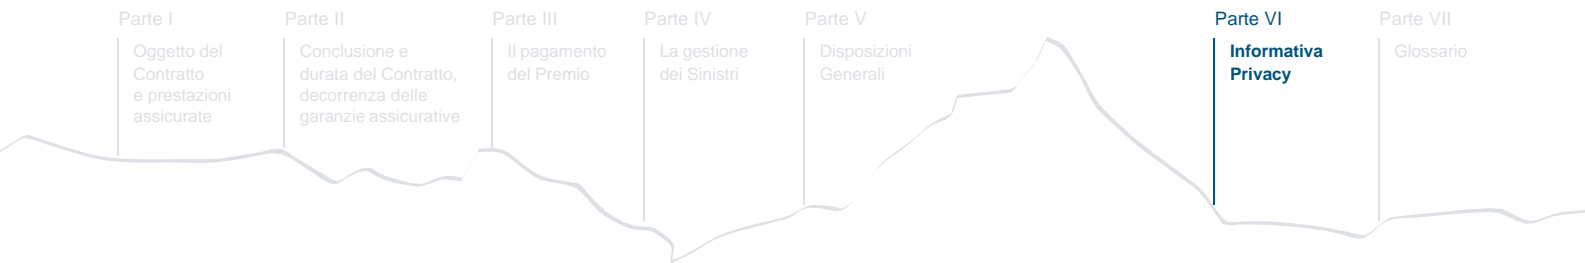 Parte I
Oggetto del
Contratto
e prestazioni
assicurate
Parte II
Conclusione e
durata del Contratto,
decorrenza delle
garanzie assicurative
Parte III
Il pagamento
del Premio
Parte IV
La gestione
dei Sinistri
Parte V
Disposizioni
Generali
Parte VI
Informativa
Privacy
Parte VII
Glossario